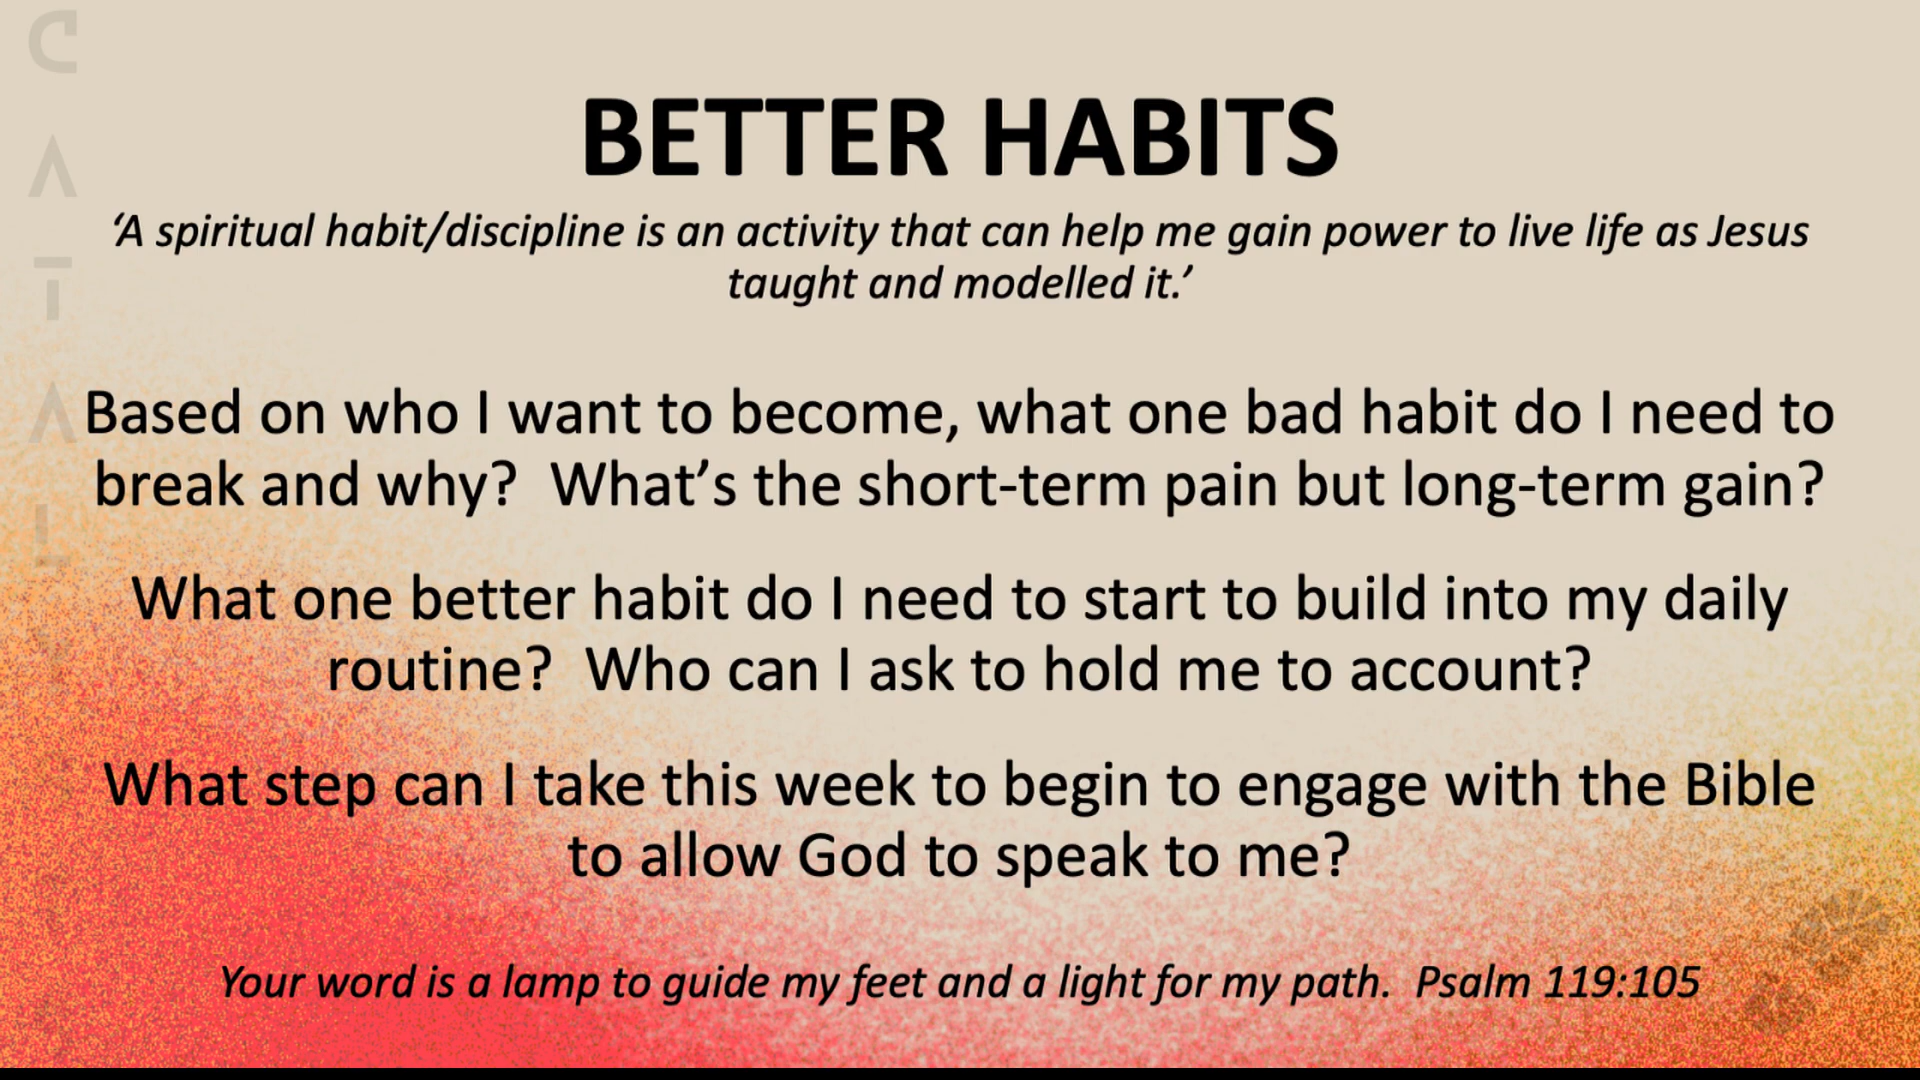 BETTER HABITS
‘A spiritual habit/discipline is an activity that can help me gain power to live life as Jesus
taught and modelled it.’
Based on who I want to become, what one bad habit do I need to
break and why?  What’s the short-term pain but long-term gain?
What one better habit do I need to start to build into my daily
routine?  Who can I ask to hold me to account?
What step can I take this week to begin to engage with the Bible
to allow God to speak to me?
Your word is a lamp to guide my feet and a light for my path.  Psalm 119:105
C
A
T
A
L